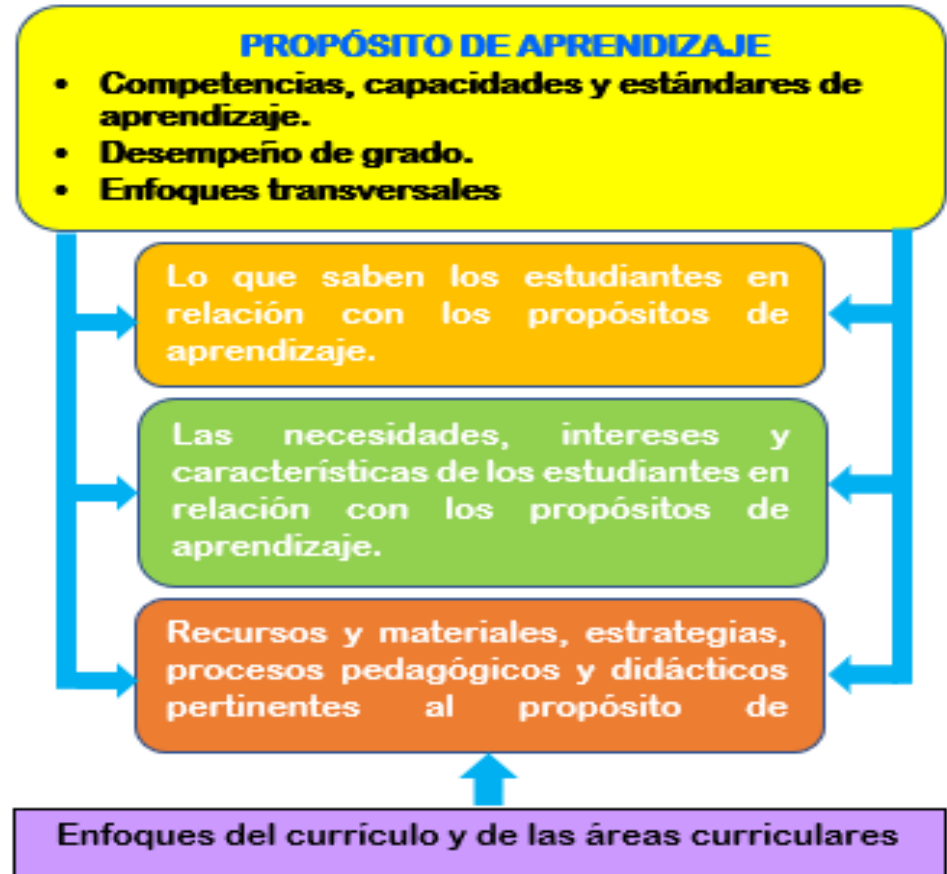 PROPÓSITO DE APRENDIZAJE
• Competencias, capacidades y estándares de
aprendizaje.
• Desempeño de grado.
• Enfoques transversales
Lo que saben los estudiantes en
relación con los propósitos de
aprendizaje.
Las necesidades, intereses y
características de los estudiantes en
relación con los propósitos de
aprendizaje.
Recursos y materiales, estrategias,
procesos pedagógicos y didácticos
pertinentes al propósito de
Enfoques del currículo y de las áreas curriculares